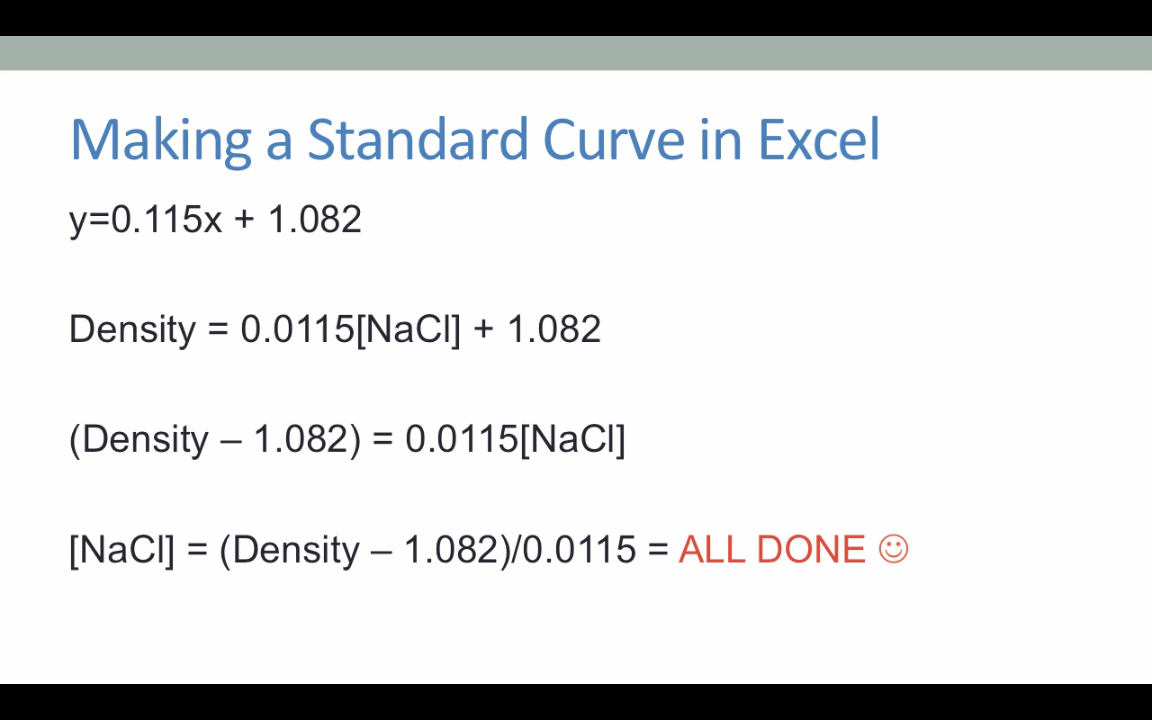 Making a Standard Curve in Excel
y=0.115x + 1.082
Density = 0.0115[NaCl] + 1.082
(Density – 1.082) = 0.0115[NaCl]
[NaCl] = (Density – 1.082)/0.0115 = ALL DONE ☺